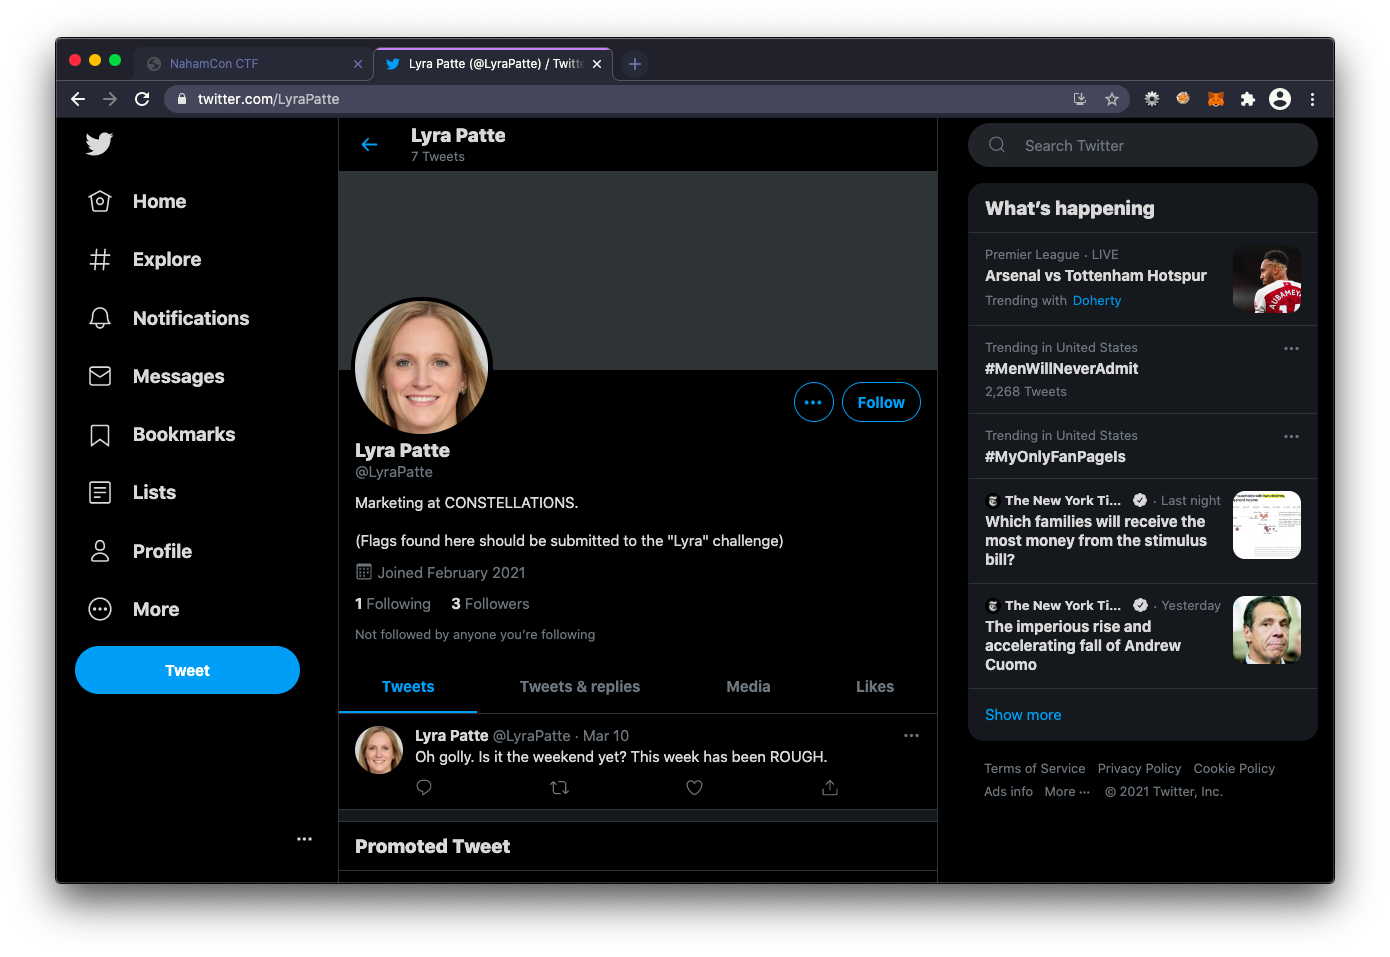 NahamCon CTF
Lyra Patte (@LyraPatte) / Twitte
twitter.com/LyraPatte
Home
Explore
Notifications
Messages
Bookmarks
Lists
Profile
More
Tweet
Lyra Patte
7 Tweets
Follow
Lyra Patte
@LyraPatte
Marketing at CONSTELLATIONS.
(Flags found here should be submitted to the "Lyra" challenge)
Joined February 2021
1 Following 3 Followers
Not followed by anyone you're following
Tweets Tweets & replies Media Likes
Lyra Patte @LyraPatte · Mar 10
Oh golly. Is it the weekend yet? This week has been ROUGH.
Promoted Tweet
Search Twitter
What's happening
Premier League · LIVE
Arsenal vs Tottenham Hotspur
Trending with Doherty
AUBAMEY
Trending in United States
#MenWillNeverAdmit
2,268 Tweets
Trending in United States
#MyOnlyFanPageIs
The New York Ti... · Last night
Which families will receive the
most money from the stimulus
bill?
The New York Ti... · Yesterday
The imperious rise and
accelerating fall of Andrew
Cuomo
Show more
Terms of Service Privacy Policy Cookie Policy
Ads info More ··· © 2021 Twitter, Inc.